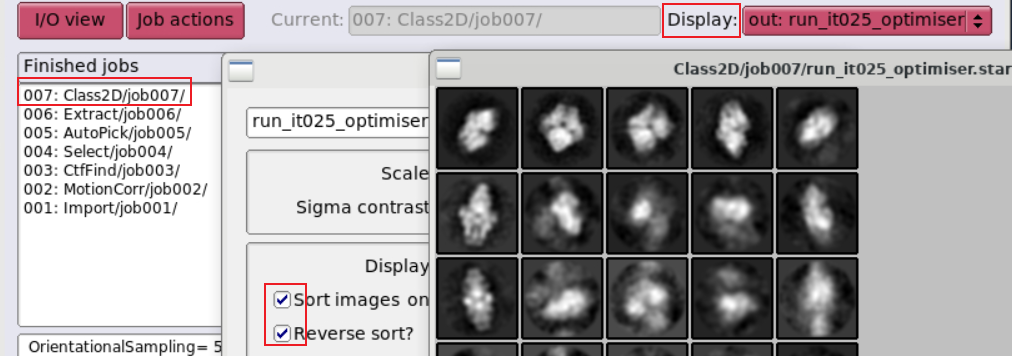 I/O view
Job actions
Current: 007: Class2D/job007/
Display: out: run_it025_optimiser
Finished jobs
007: Class2D/job007/
006: Extract/job006/
005: AutoPick/job005/
004: Select/job004/
003: CtfFind/job003/
002: MotionCorr/job002/
001: Import/job001/
OrientationalSampling= 5
run_it025_optimiser
Scale
Sigma contrast
Display
Sort images on
Reverse sort?
Class2D/job007/run_it025_optimiser.star